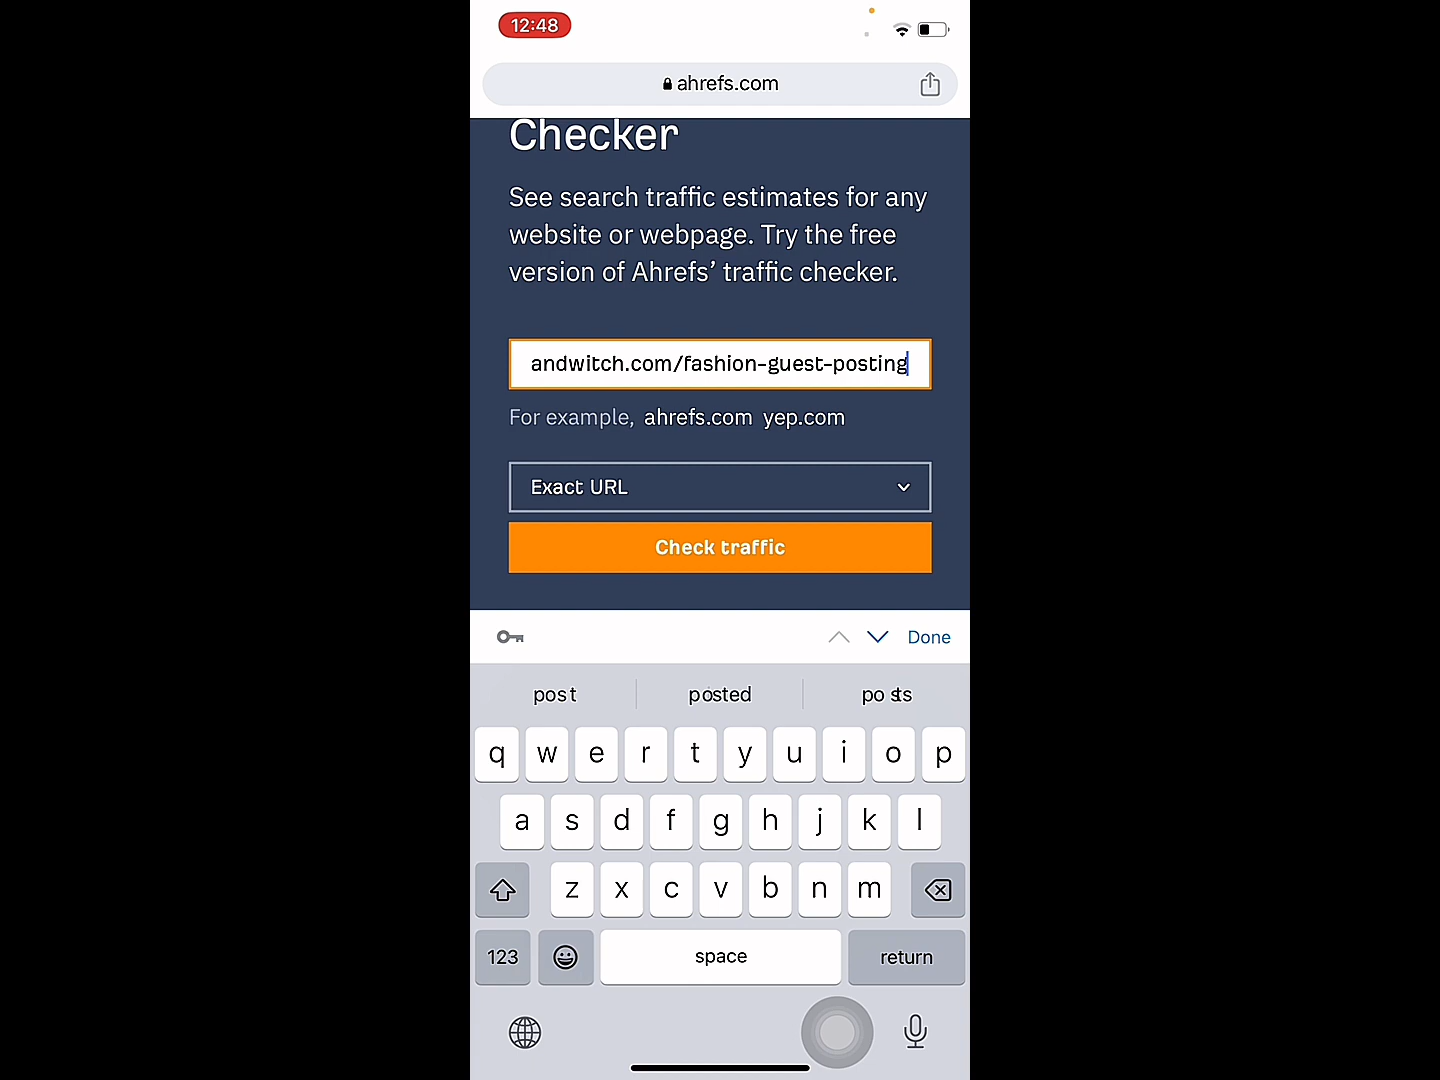 12:48
ahrefs.com
Checker
See search traffic estimates for any
website or webpage. Try the free
version of Ahrefs’ traffic checker.
andwitch.com/fashion-guest-posting
For example, ahrefs.com yep.com
Exact URL
Check traffic
Done
post posted posts
q w e r t y u i o p
a s d f g h j k l
z x c v b n m
123 space return